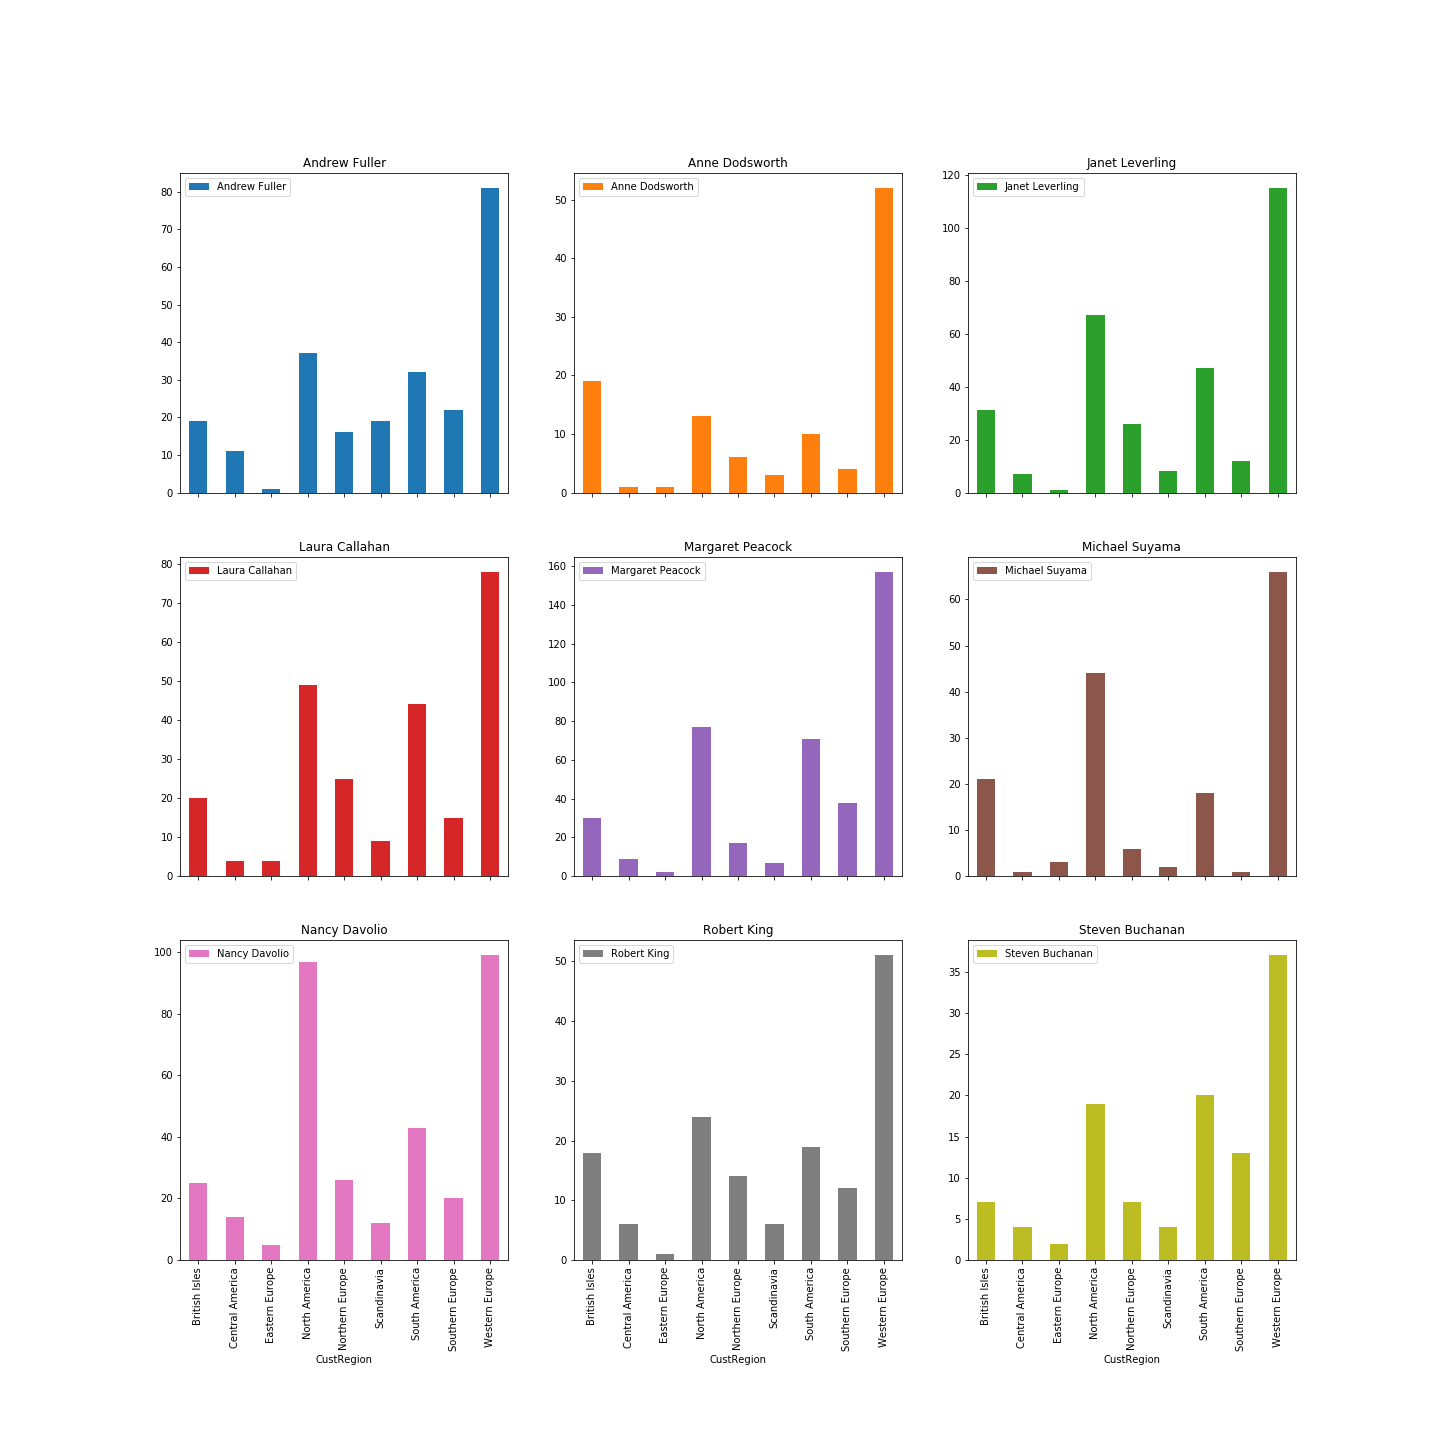 Andrew Fuller
Andrew Fuller
80
70
60
50
40
30
20
10
0
Anne Dodsworth
Anne Dodsworth
50
40
30
20
10
0
Janet Leverling
Janet Leverling
120
100
80
60
40
20
0
Laura Callahan
Laura Callahan
80
70
60
50
40
30
20
10
0
Margaret Peacock
Margaret Peacock
160
140
120
100
80
60
40
20
0
Michael Suyama
Michael Suyama
60
50
40
30
20
10
0
Nancy Davolio
Nancy Davolio
100
80
60
40
20
0
British Isles
Central America
Eastern Europe
North America
Northern Europe
Scandinavia
South America
Southern Europe
Western Europe
CustRegion
Robert King
Robert King
50
40
30
20
10
0
British Isles
Central America
Eastern Europe
North America
Northern Europe
Scandinavia
South America
Southern Europe
Western Europe
CustRegion
Steven Buchanan
Steven Buchanan
35
30
25
20
15
10
5
0
British Isles
Central America
Eastern Europe
North America
Northern Europe
Scandinavia
South America
Southern Europe
Western Europe
CustRegion